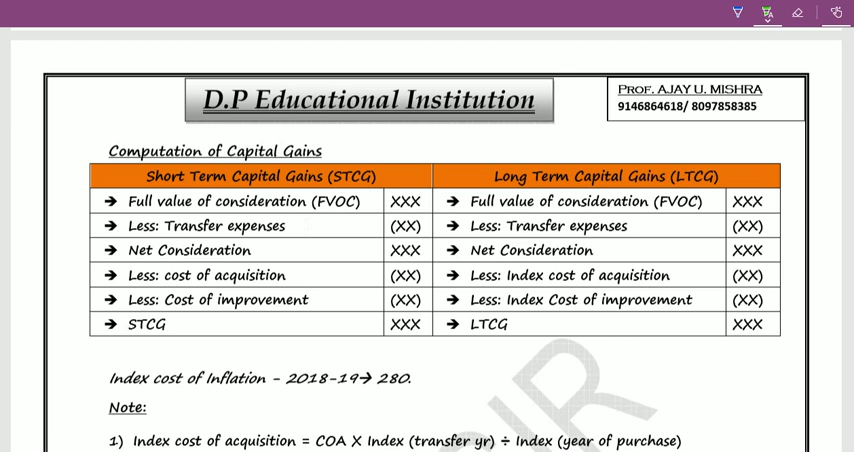 D.P Educational Institution
PROF. AJAY U. MISHRA
9146864618/ 8097858385
Computation of Capital Gains
Short Term Capital Gains (STCG) Long Term Capital Gains (LTCG)
➔ Full value of consideration (FVOC) XXX ➔ Full value of consideration (FVOC) XXX
➔ Less: Transfer expenses (XX) ➔ Less: Transfer expenses (XX)
➔ Net Consideration XXX ➔ Net Consideration XXX
➔ Less: cost of acquisition (XX) ➔ Less: Index cost of acquisition (XX)
➔ Less: Cost of improvement (XX) ➔ Less: Index Cost of improvement (XX)
➔ STCG XXX ➔ LTCG XXX
Index cost of Inflation - 2018-19➔ 280.
Note:
1) Index cost of acquisition = COA X Index (transfer yr) ÷ Index (year of purchase)